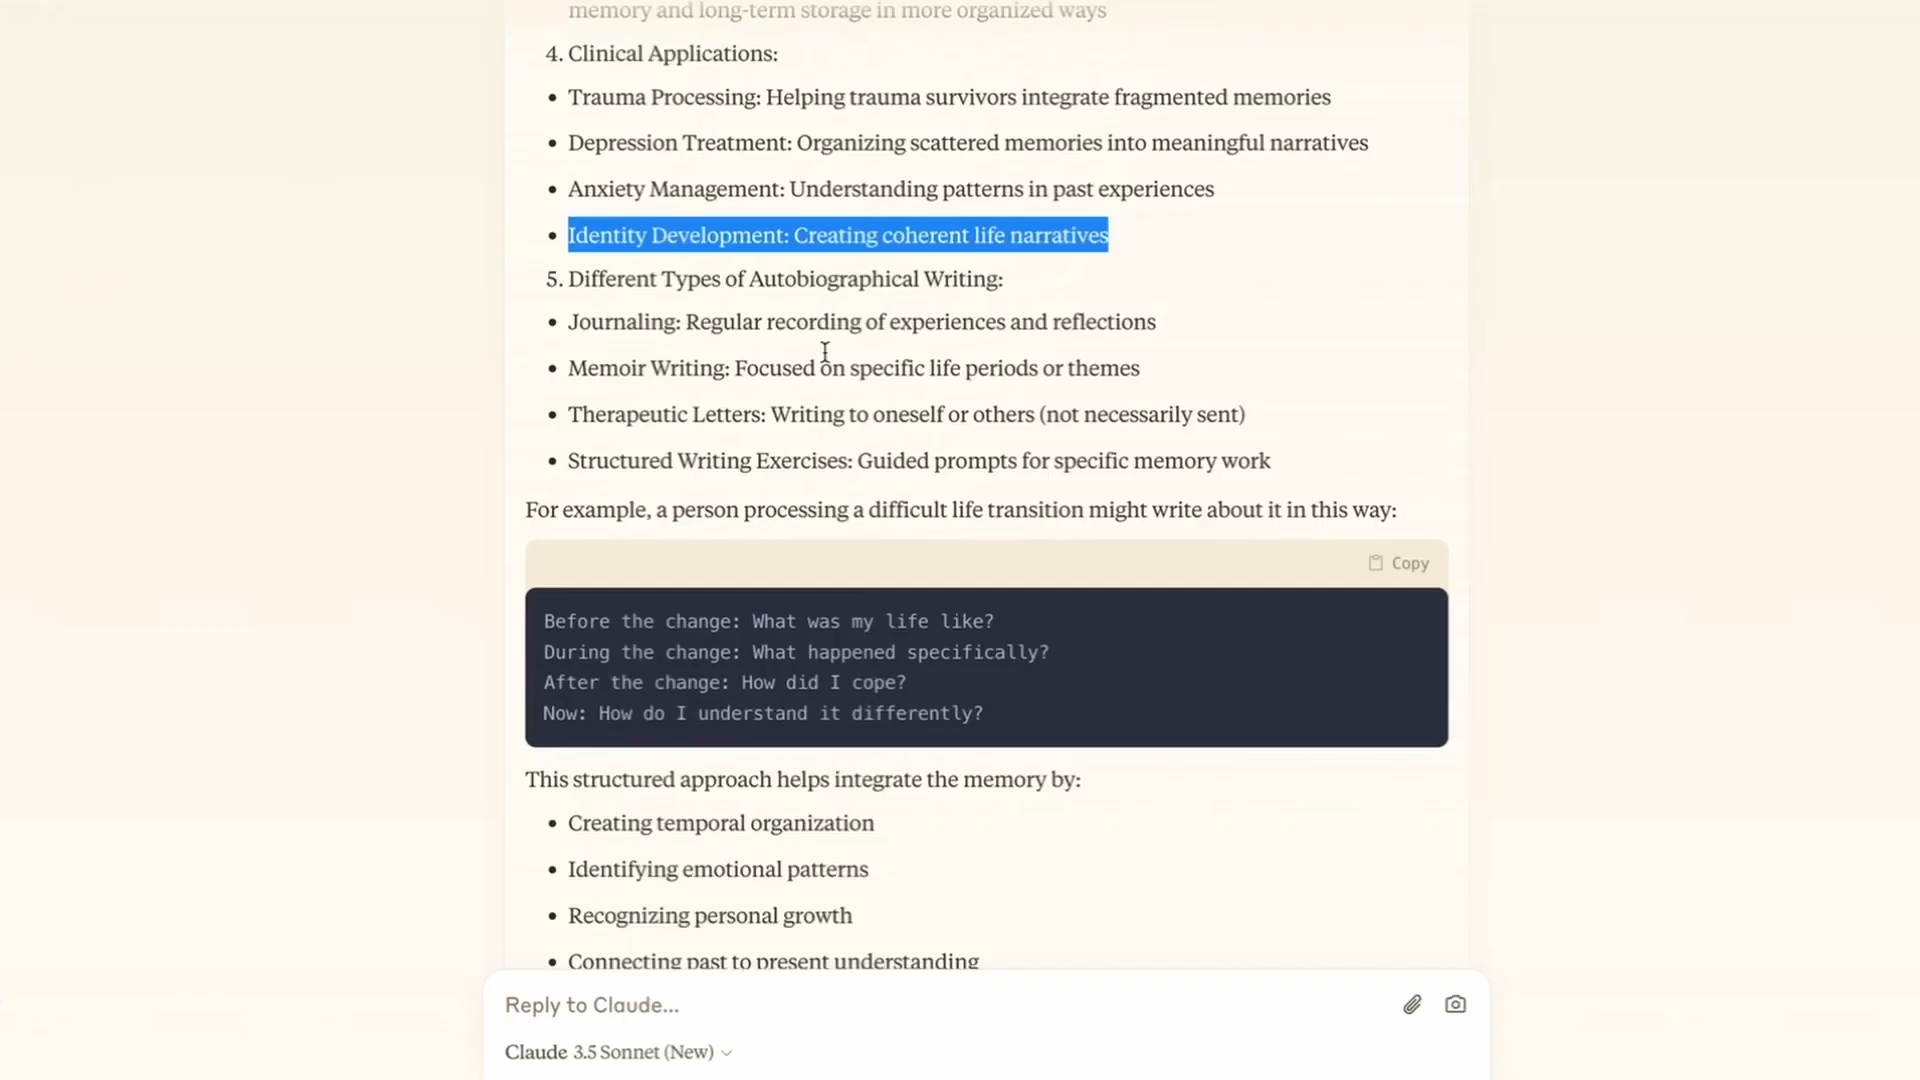 memory and long-term storage in more organized ways
4. Clinical Applications:
• Trauma Processing: Helping trauma survivors integrate fragmented memories
• Depression Treatment: Organizing scattered memories into meaningful narratives
• Anxiety Management: Understanding patterns in past experiences
• Identity Development: Creating coherent life narratives
5. Different Types of Autobiographical Writing:
• Journaling: Regular recording of experiences and reflections
• Memoir Writing: Focused on specific life periods or themes
• Therapeutic Letters: Writing to oneself or others (not necessarily sent)
• Structured Writing Exercises: Guided prompts for specific memory work
For example, a person processing a difficult life transition might write about it in this way:
Copy
Before the change: What was my life like?
During the change: What happened specifically?
After the change: How did I cope?
Now: How do I understand it differently?
This structured approach helps integrate the memory by:
• Creating temporal organization
• Identifying emotional patterns
• Recognizing personal growth
• Connecting past to present understanding
Reply to Claude...
Claude 3.5 Sonnet (New)